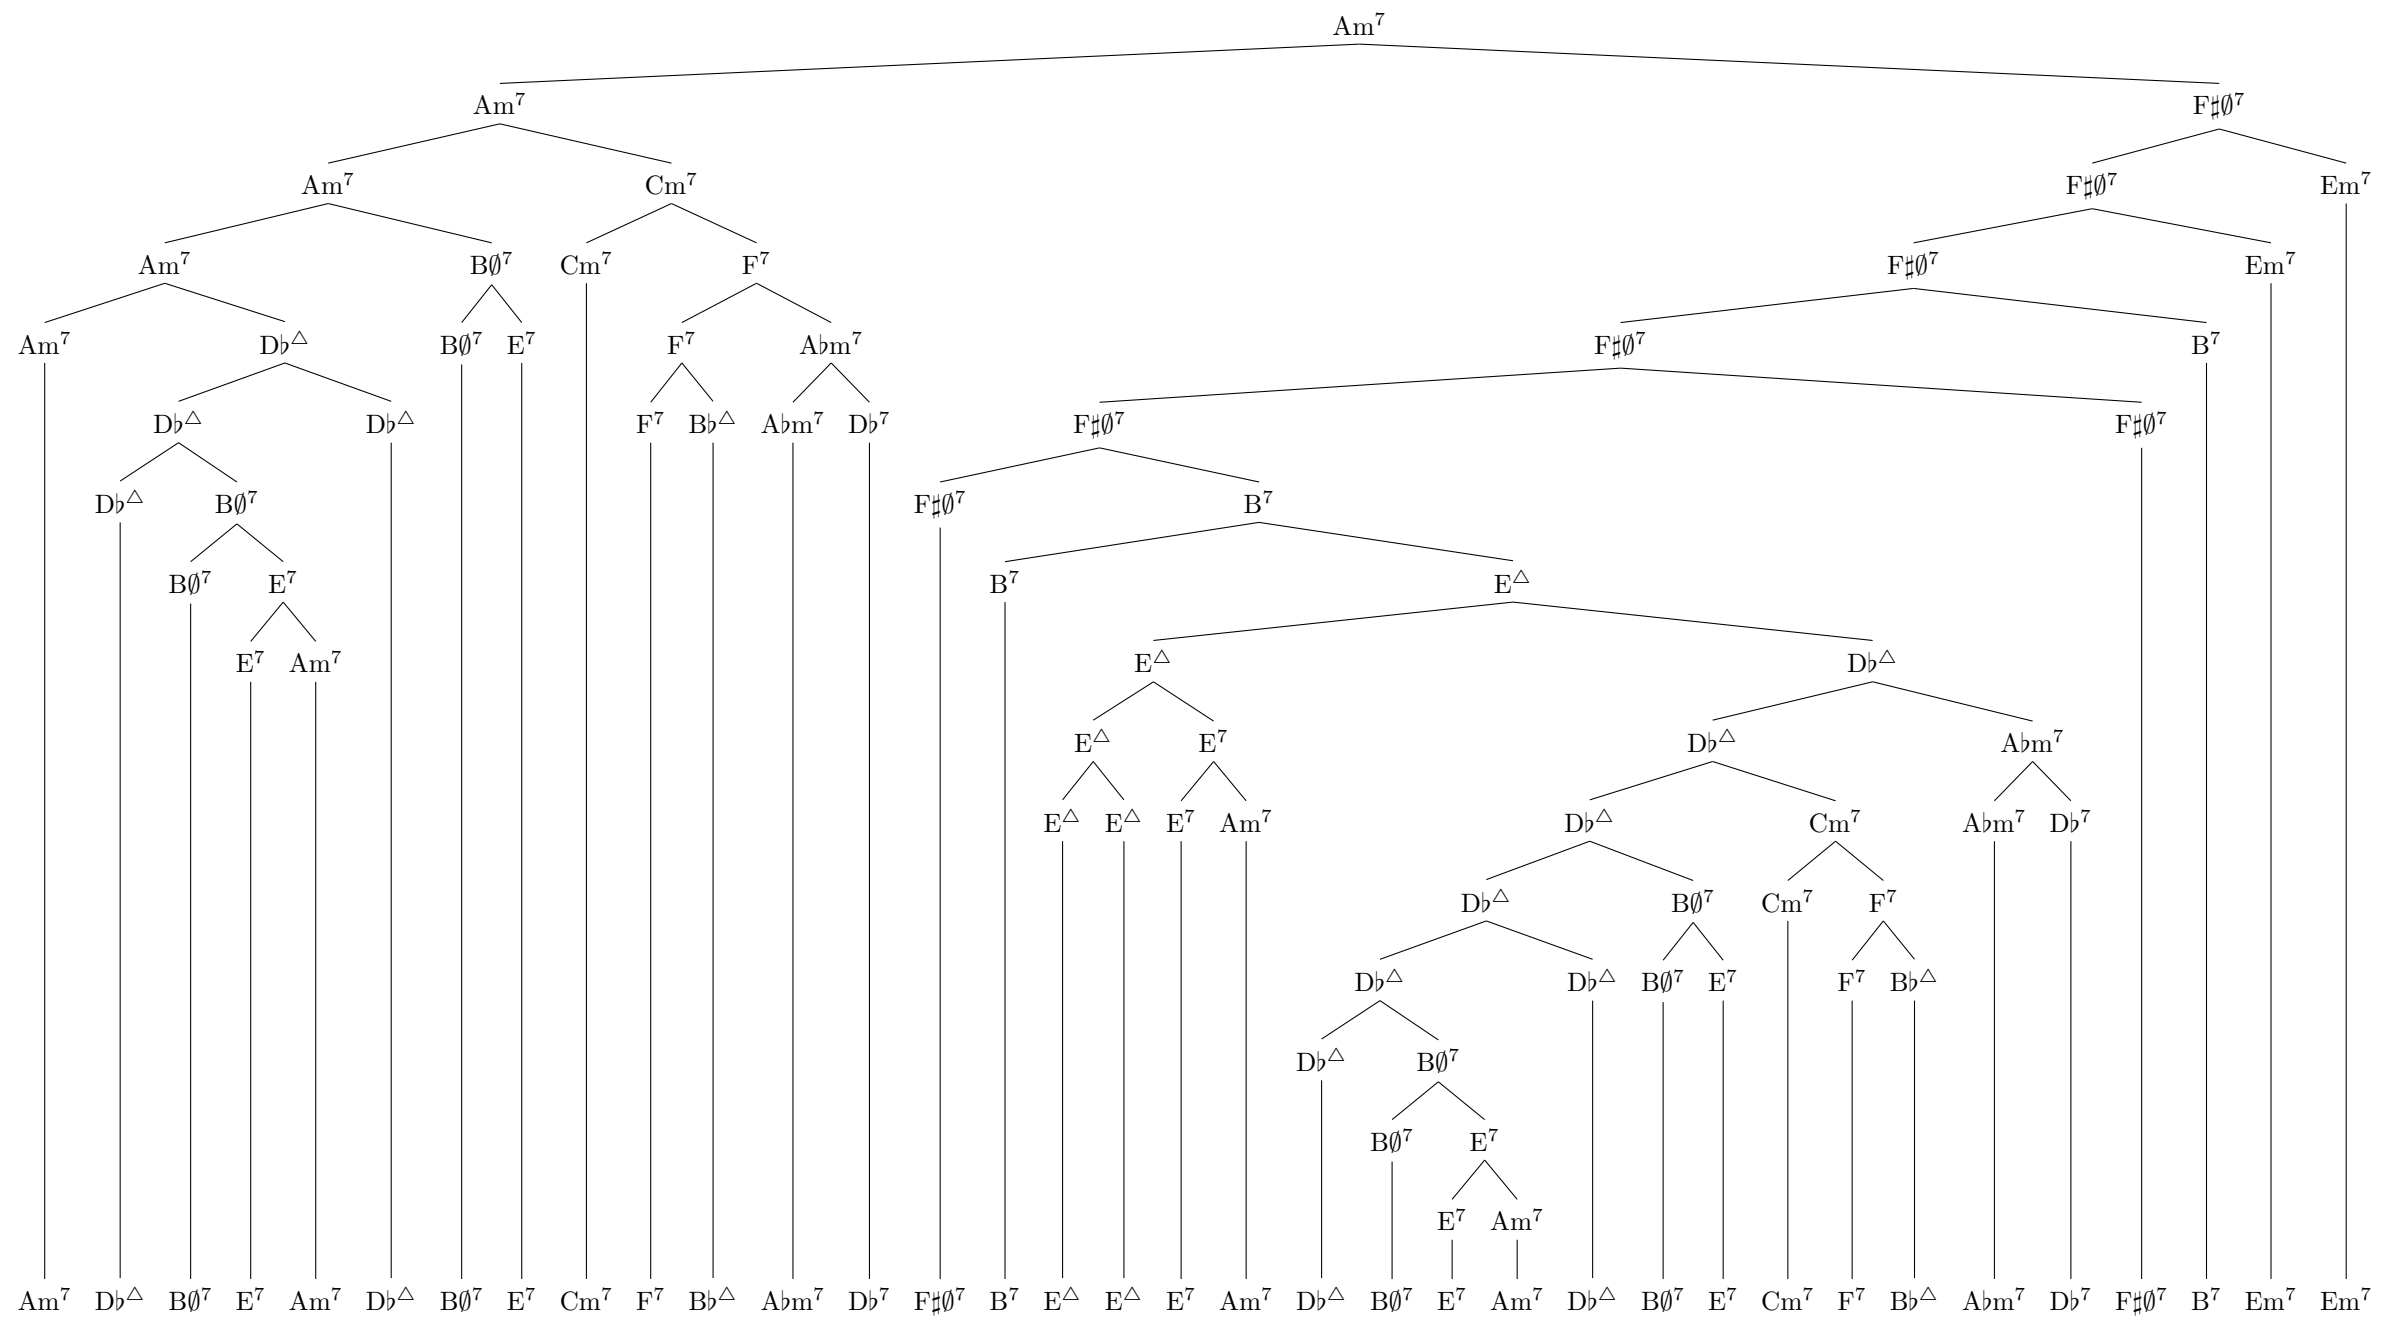 Am⁷
Am⁷ F♯∅⁷
Am⁷ Cm⁷ F♯∅⁷ Em⁷
Am⁷ B∅⁷ Cm⁷ F⁷ F♯∅⁷ Em⁷
Am⁷ D♭△ B∅⁷ E⁷ F⁷ A♭m⁷ F♯∅⁷ B⁷
D♭△ D♭△ F⁷ B♭△ A♭m⁷ D♭⁷ F♯∅⁷ F♯∅⁷
D♭△ B∅⁷ F♯∅⁷ B⁷
B∅⁷ E⁷ B⁷ E△
E⁷ Am⁷ E△ D♭△
E△ E⁷ D♭△ A♭m⁷
E△ E△ E⁷ Am⁷ D♭△ Cm⁷ A♭m⁷ D♭⁷
D♭△ B∅⁷ Cm⁷ F⁷
D♭△ D♭△ B∅⁷ E⁷ F⁷ B♭△
D♭△ B∅⁷
B∅⁷ E⁷
E⁷ Am⁷
Am⁷ D♭△ B∅⁷ E⁷ Am⁷ D♭△ B∅⁷ E⁷ Cm⁷ F⁷ B♭△ A♭m⁷ D♭⁷ F♯∅⁷ B⁷ E△ E△ E⁷ Am⁷ D♭△ B∅⁷ E⁷ Am⁷ D♭△ B∅⁷ E⁷ Cm⁷ F⁷ B♭△ A♭m⁷ D♭⁷ F♯∅⁷ B⁷ Em⁷ Em⁷